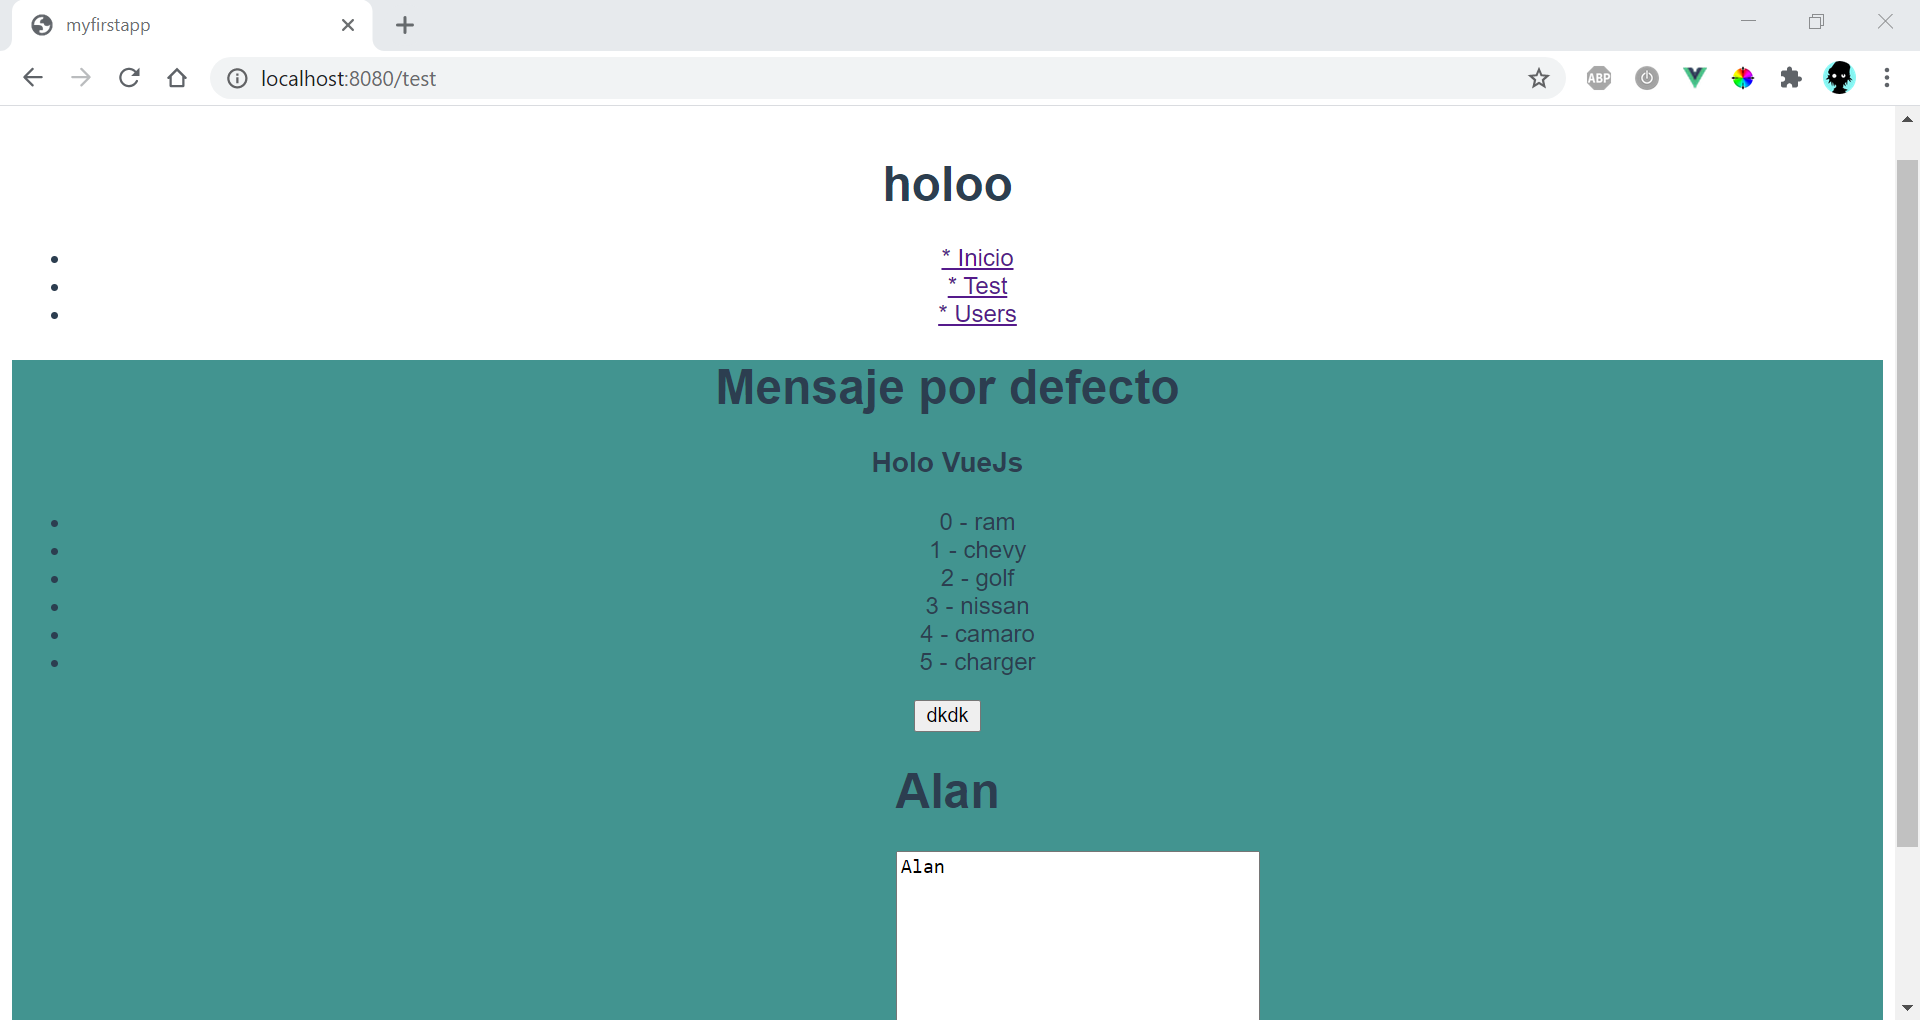 myfirstapp
localhost:8080/test
ABP
holoo
* Inicio
* Test
* Users
Mensaje por defecto
Holo VueJs
0 - ram
1 - chevy
2 - golf
3 - nissan
4 - camaro
5 - charger
dkdk
Alan
Alan